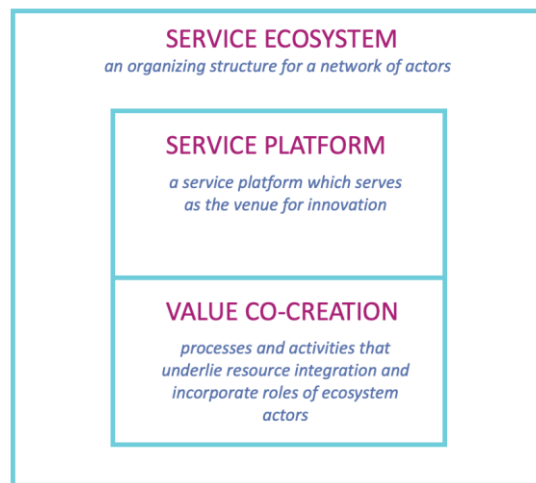 SERVICE ECOSYSTEM
an organizing structure for a network of actors
SERVICE PLATFORM
a service platform which serves
as the venue for innovation
VALUE CO-CREATION
processes and activities that
underlie resource integration and
incorporate roles of ecosystem
actors